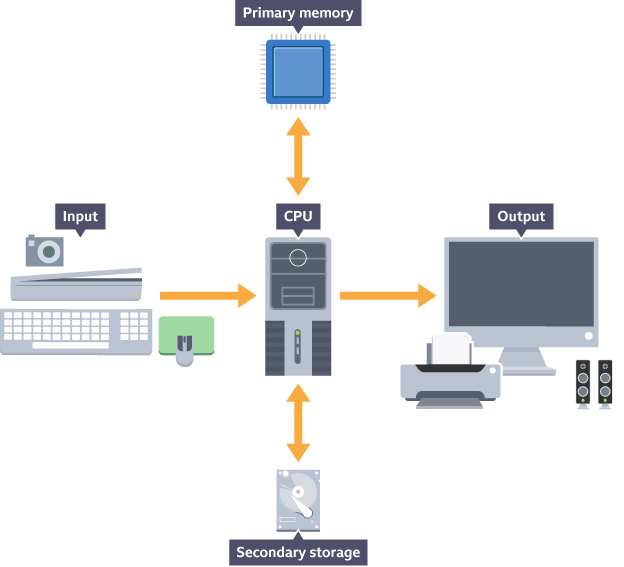 Primary memory
Input
CPU
Output
Secondary storage